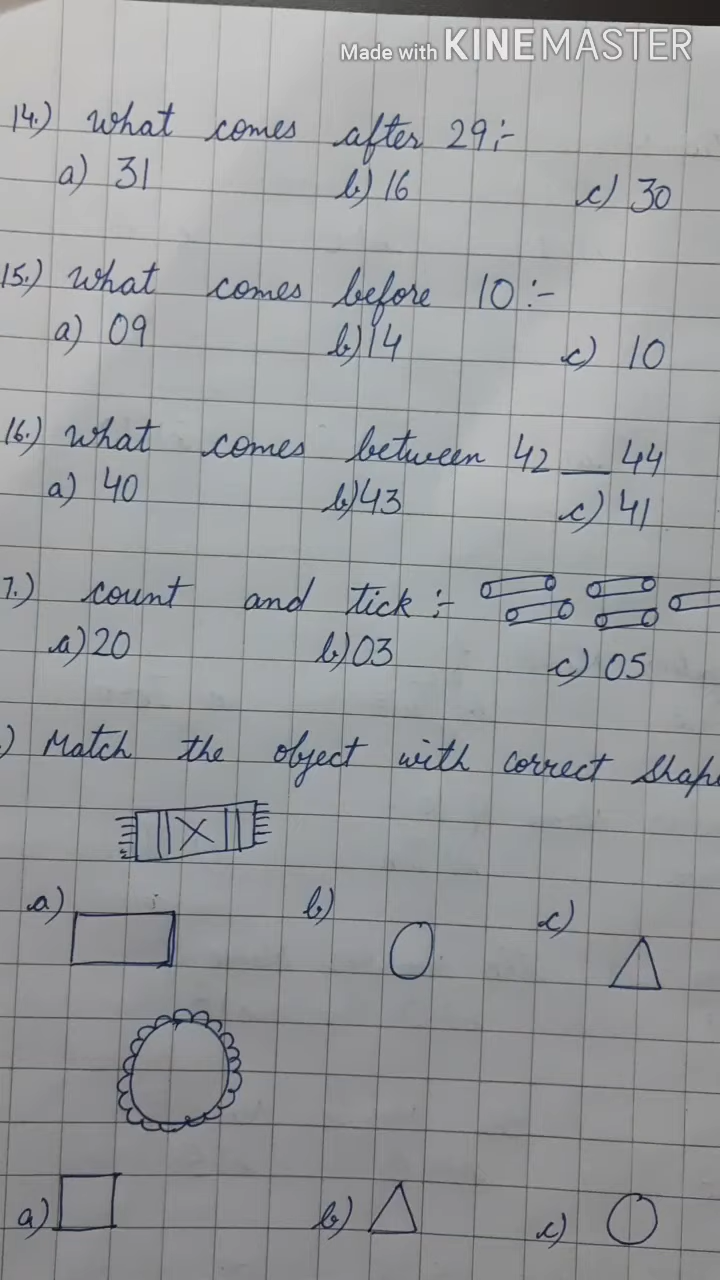 Made with KINEMASTER
14.) What comes after 29:-
a) 31 b) 16 c) 30
15.) What comes before 10:-
a) 09 b) 14 c) 10
16.) What comes between 42 __ 44
a) 40 b) 43 c) 41
7.) count and tick:-
a) 20 b) 03 c) 05
) Match the object with correct shap
a) b) c)
a) b) c)